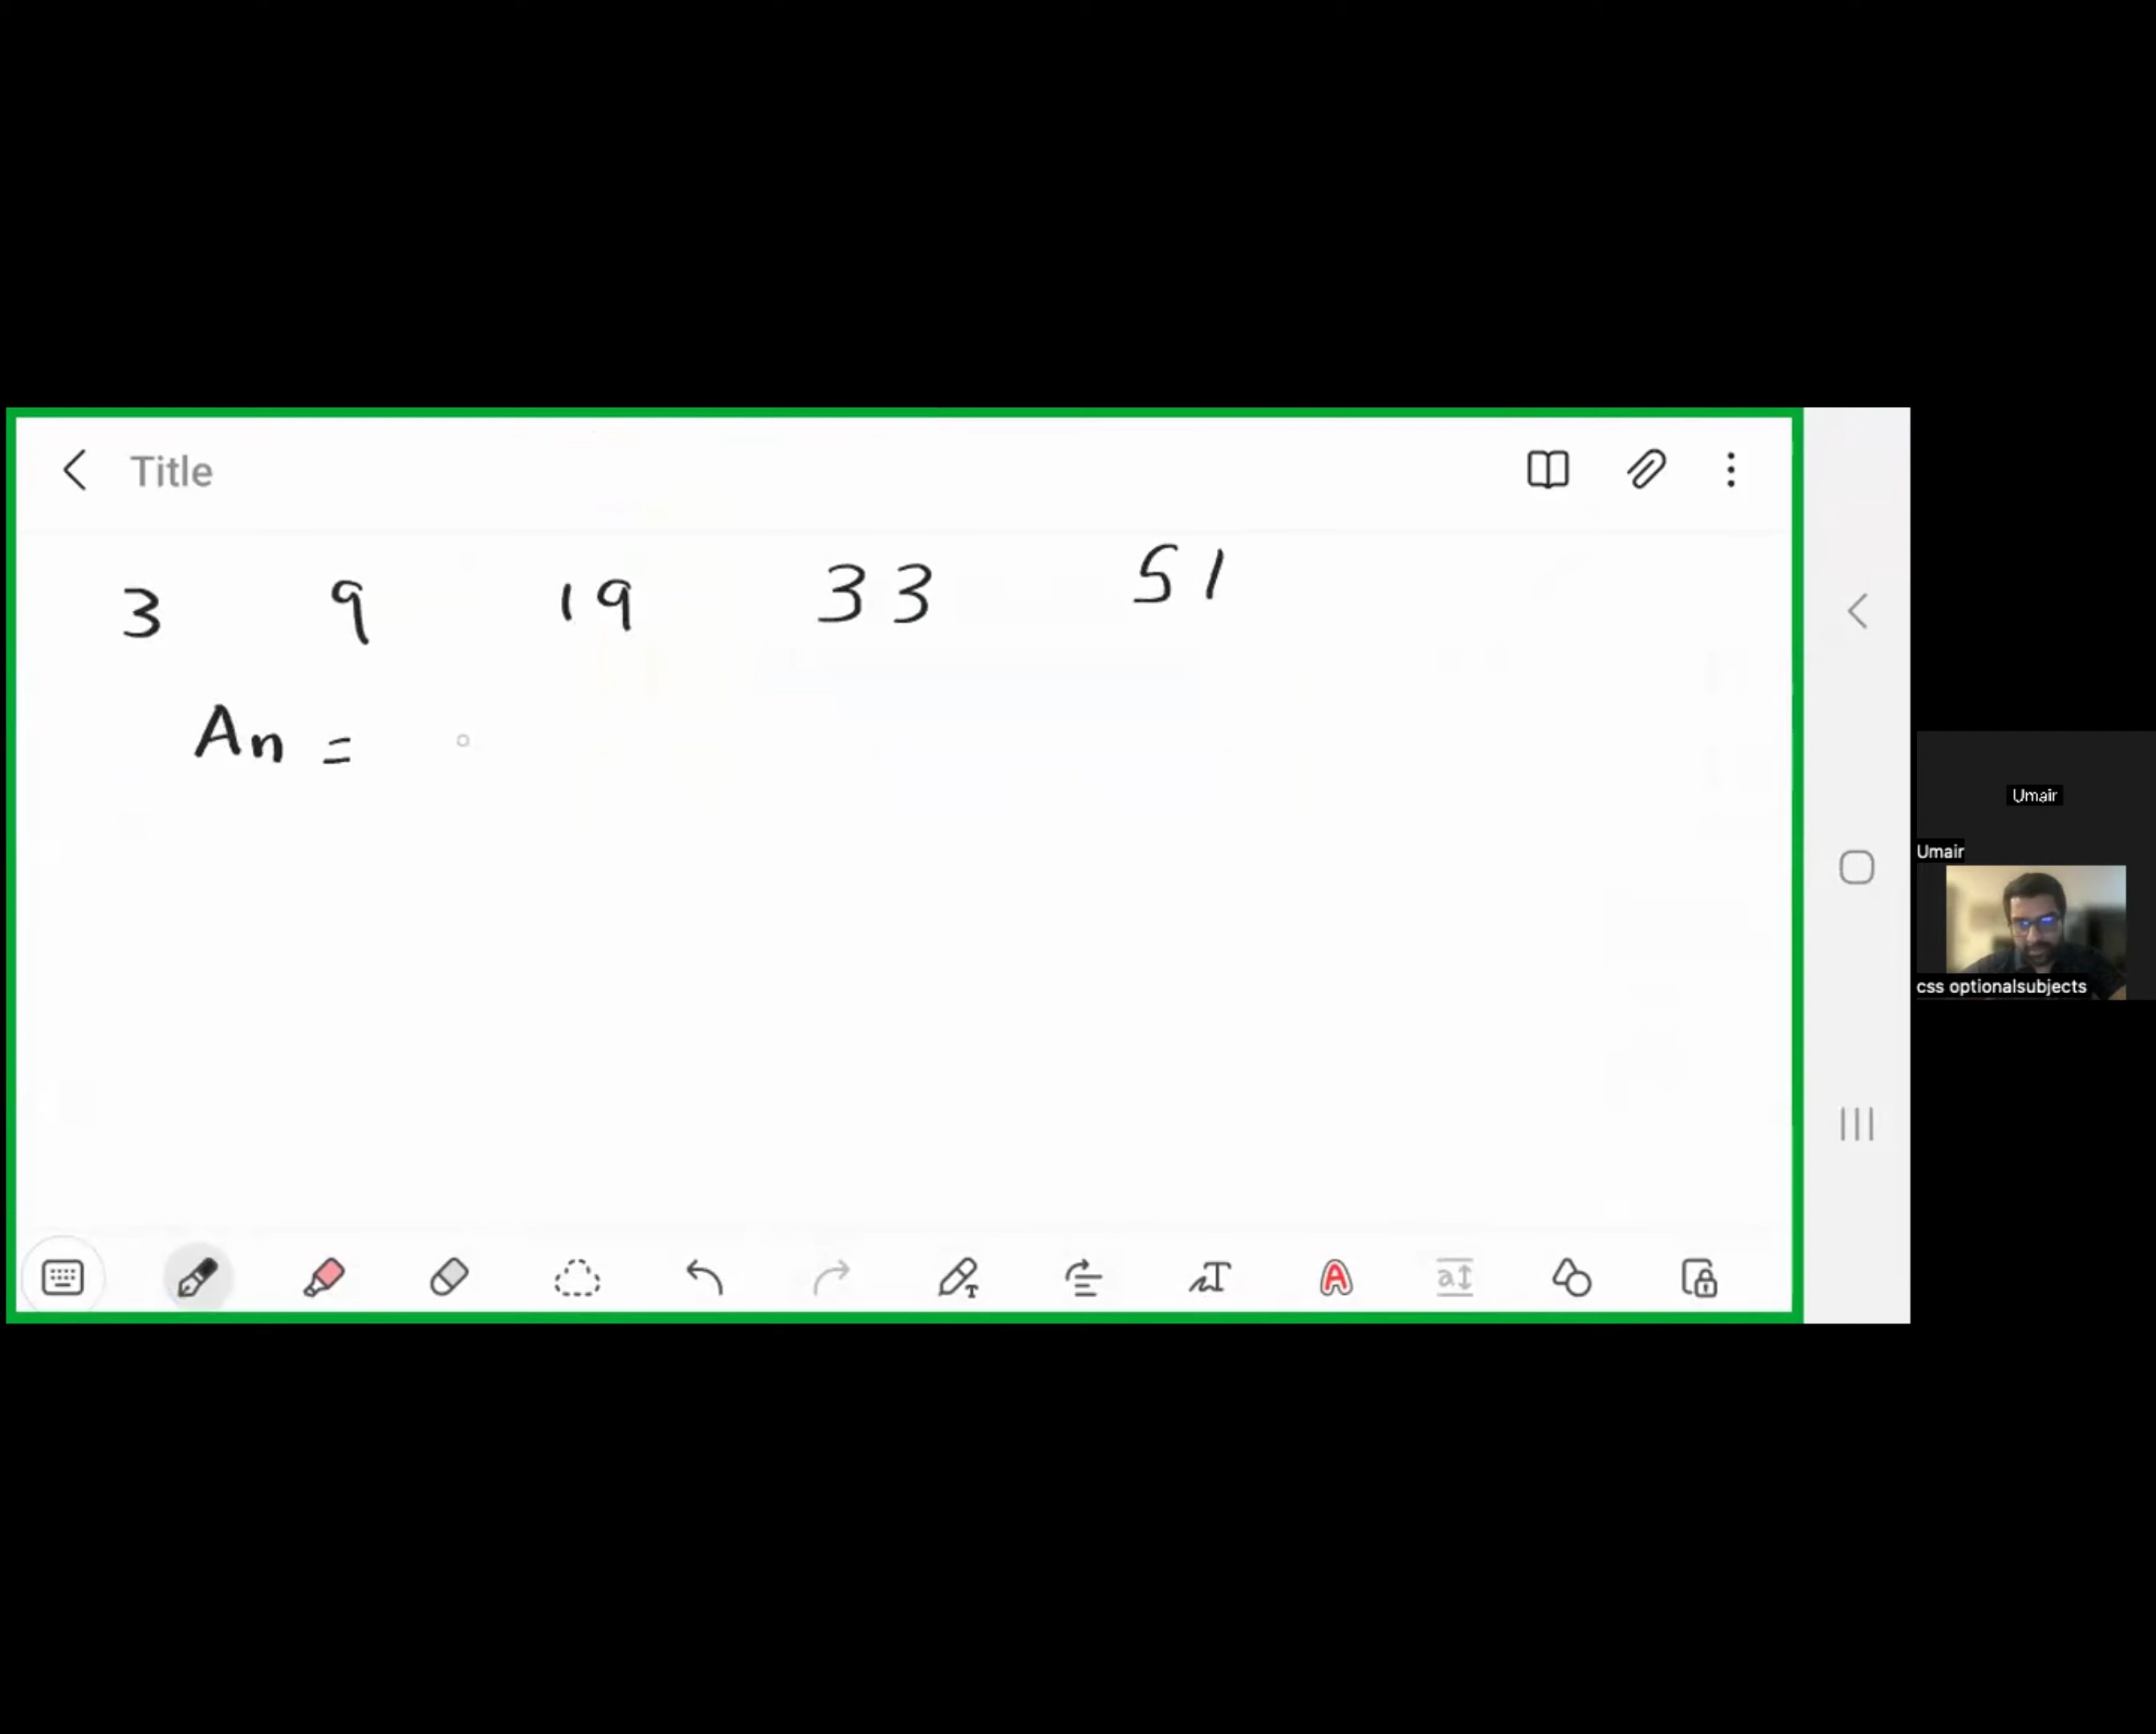 Title
3 9 19 33 51
An =
Umair
Umair
css optionalsubjects